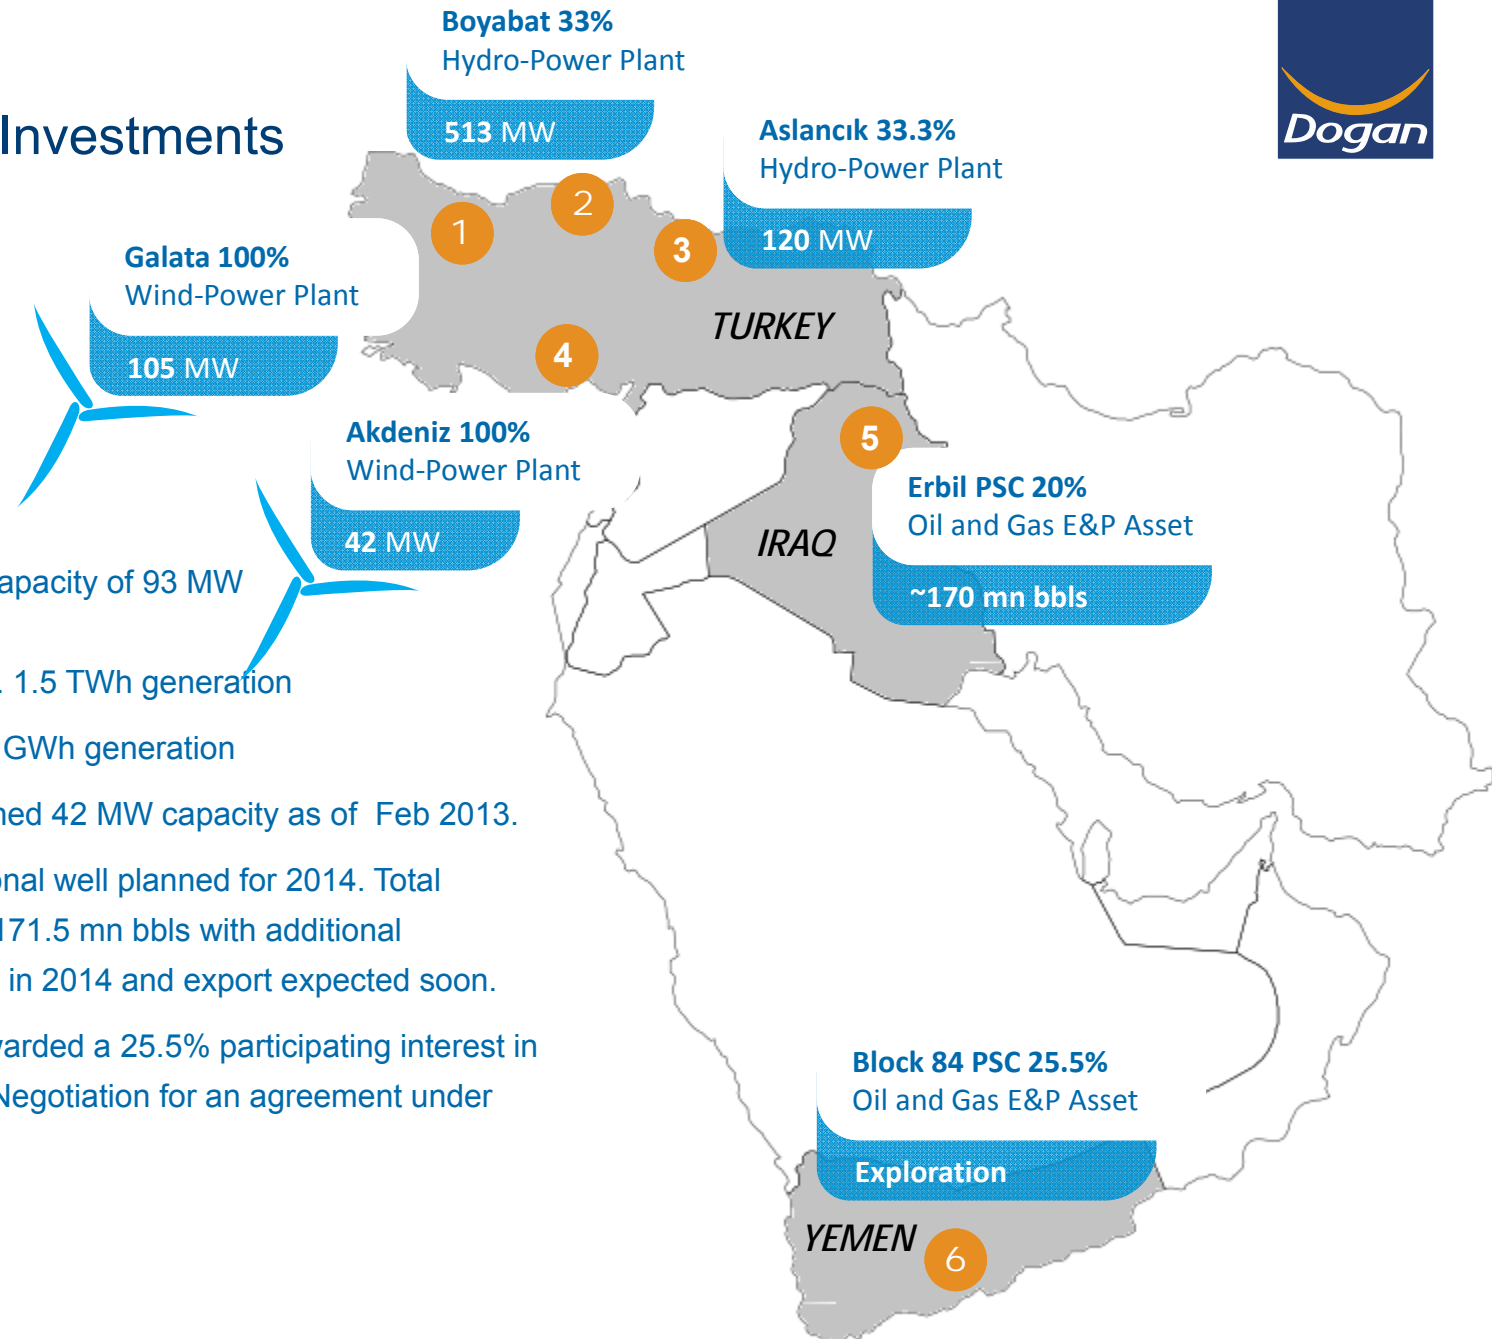 Investments
Dogan
Boyabat 33%
Hydro-Power Plant
513 MW
Aslancık 33.3%
Hydro-Power Plant
120 MW
Galata 100%
Wind-Power Plant
105 MW
Akdeniz 100%
Wind-Power Plant
42 MW
1
2
3
4
5
6
TURKEY
IRAQ
YEMEN
Erbil PSC 20%
Oil and Gas E&P Asset
~170 mn bbls
Block 84 PSC 25.5%
Oil and Gas E&P Asset
Exploration
apacity of 93 MW
. 1.5 TWh generation
GWh generation
ned 42 MW capacity as of Feb 2013.
onal well planned for 2014. Total
171.5 mn bbls with additional
in 2014 and export expected soon.
warded a 25.5% participating interest in
Negotiation for an agreement under